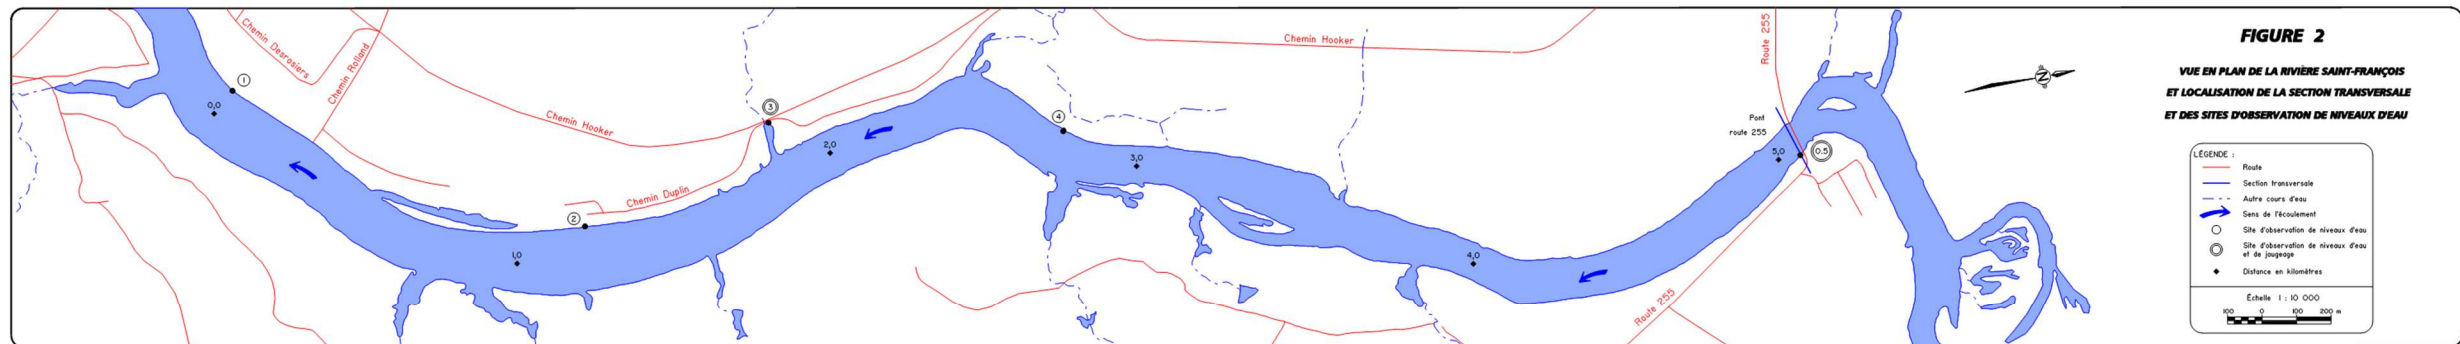 Chemin Desrosiers
Chemin Rolland
1
0,0
Chemin Hooker
3
2
Chemin Duplin
1,0
2,0
4
3,0
Chemin Hooker
4,0
Route 255
Pont
route 255
5,0
0.5
Route 255
N
FIGURE 2
VUE EN PLAN DE LA RIVIÈRE SAINT-FRANÇOIS
ET LOCALISATION DE LA SECTION TRANSVERSALE
ET DES SITES D'OBSERVATION DE NIVEAUX D'EAU
LÉGENDE :
Route
Section transversale
Autre cours d'eau
Sens de l'écoulement
Site d'observation de niveaux d'eau
Site d'observation de niveaux d'eau
et de jaugeage
Distance en kilomètres
Échelle 1 : 10 000
100 0 100 200 m